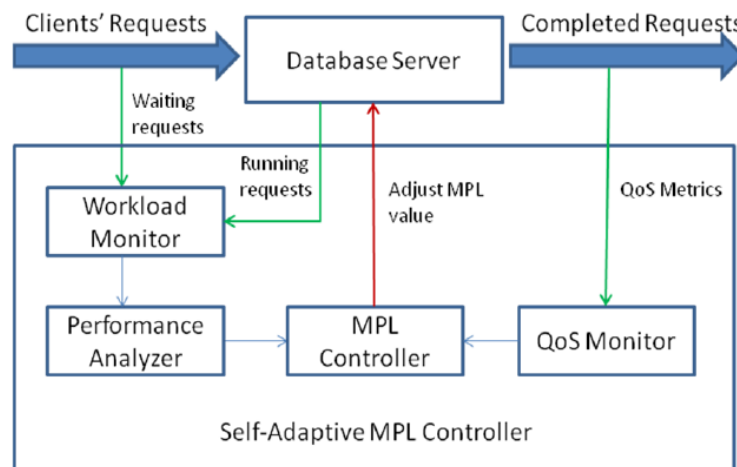 Clients' Requests
Completed Requests
Database Server
Waiting
requests
Running
requests
Adjust MPL
value
QoS Metrics
Workload
Monitor
Performance
Analyzer
MPL
Controller
QoS Monitor
Self-Adaptive MPL Controller